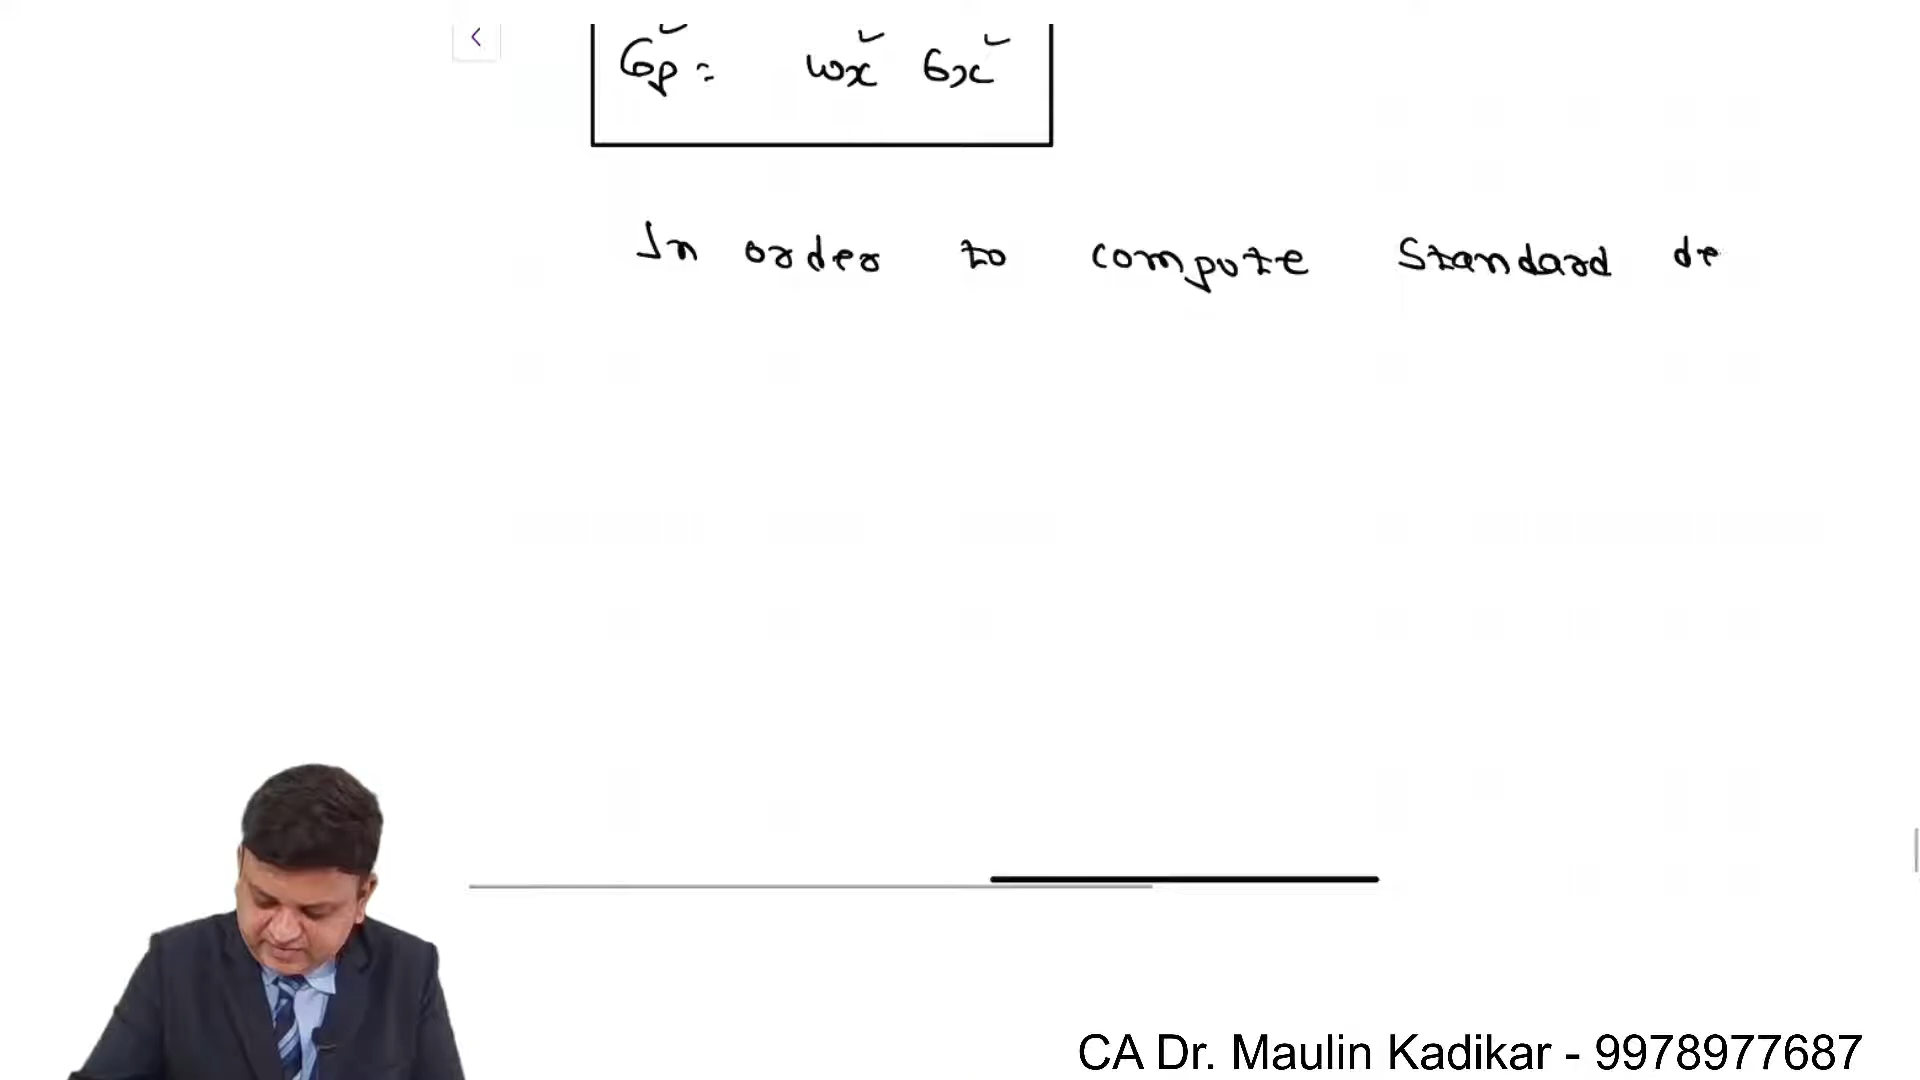 σp² = wx² σx²
In order to compute standard de
CA Dr. Maulin Kadikar - 9978977687